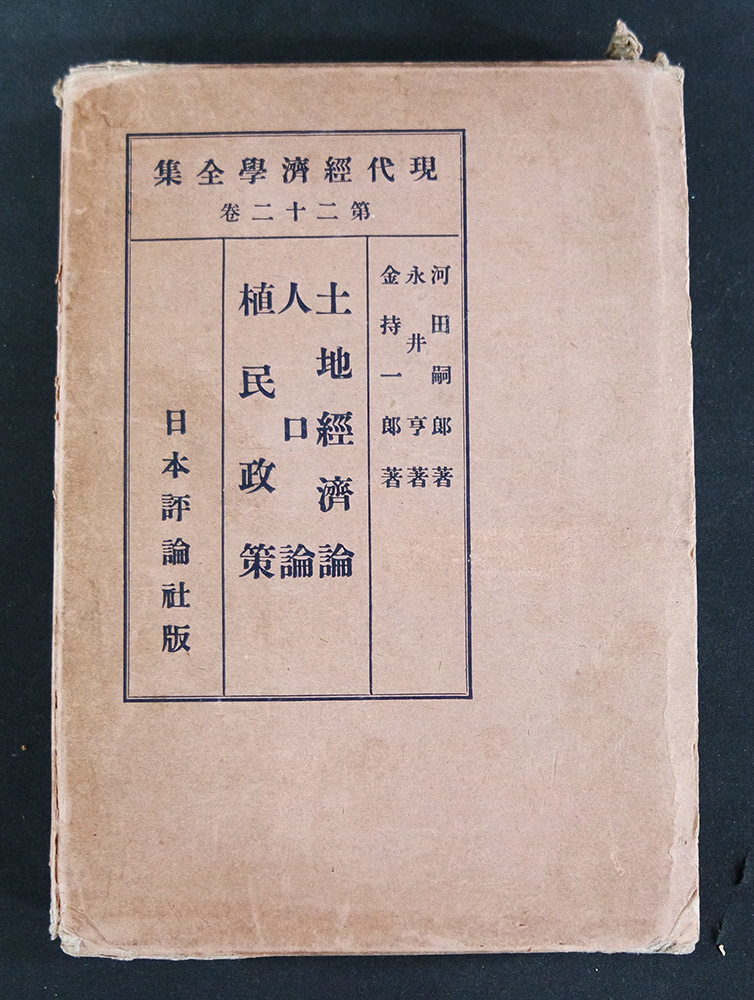 現代經濟學全集
第二十二卷
河田嗣郎著
永井亨著
金持一郎著
土地經濟論
人口論
植民政策
日本評論社版